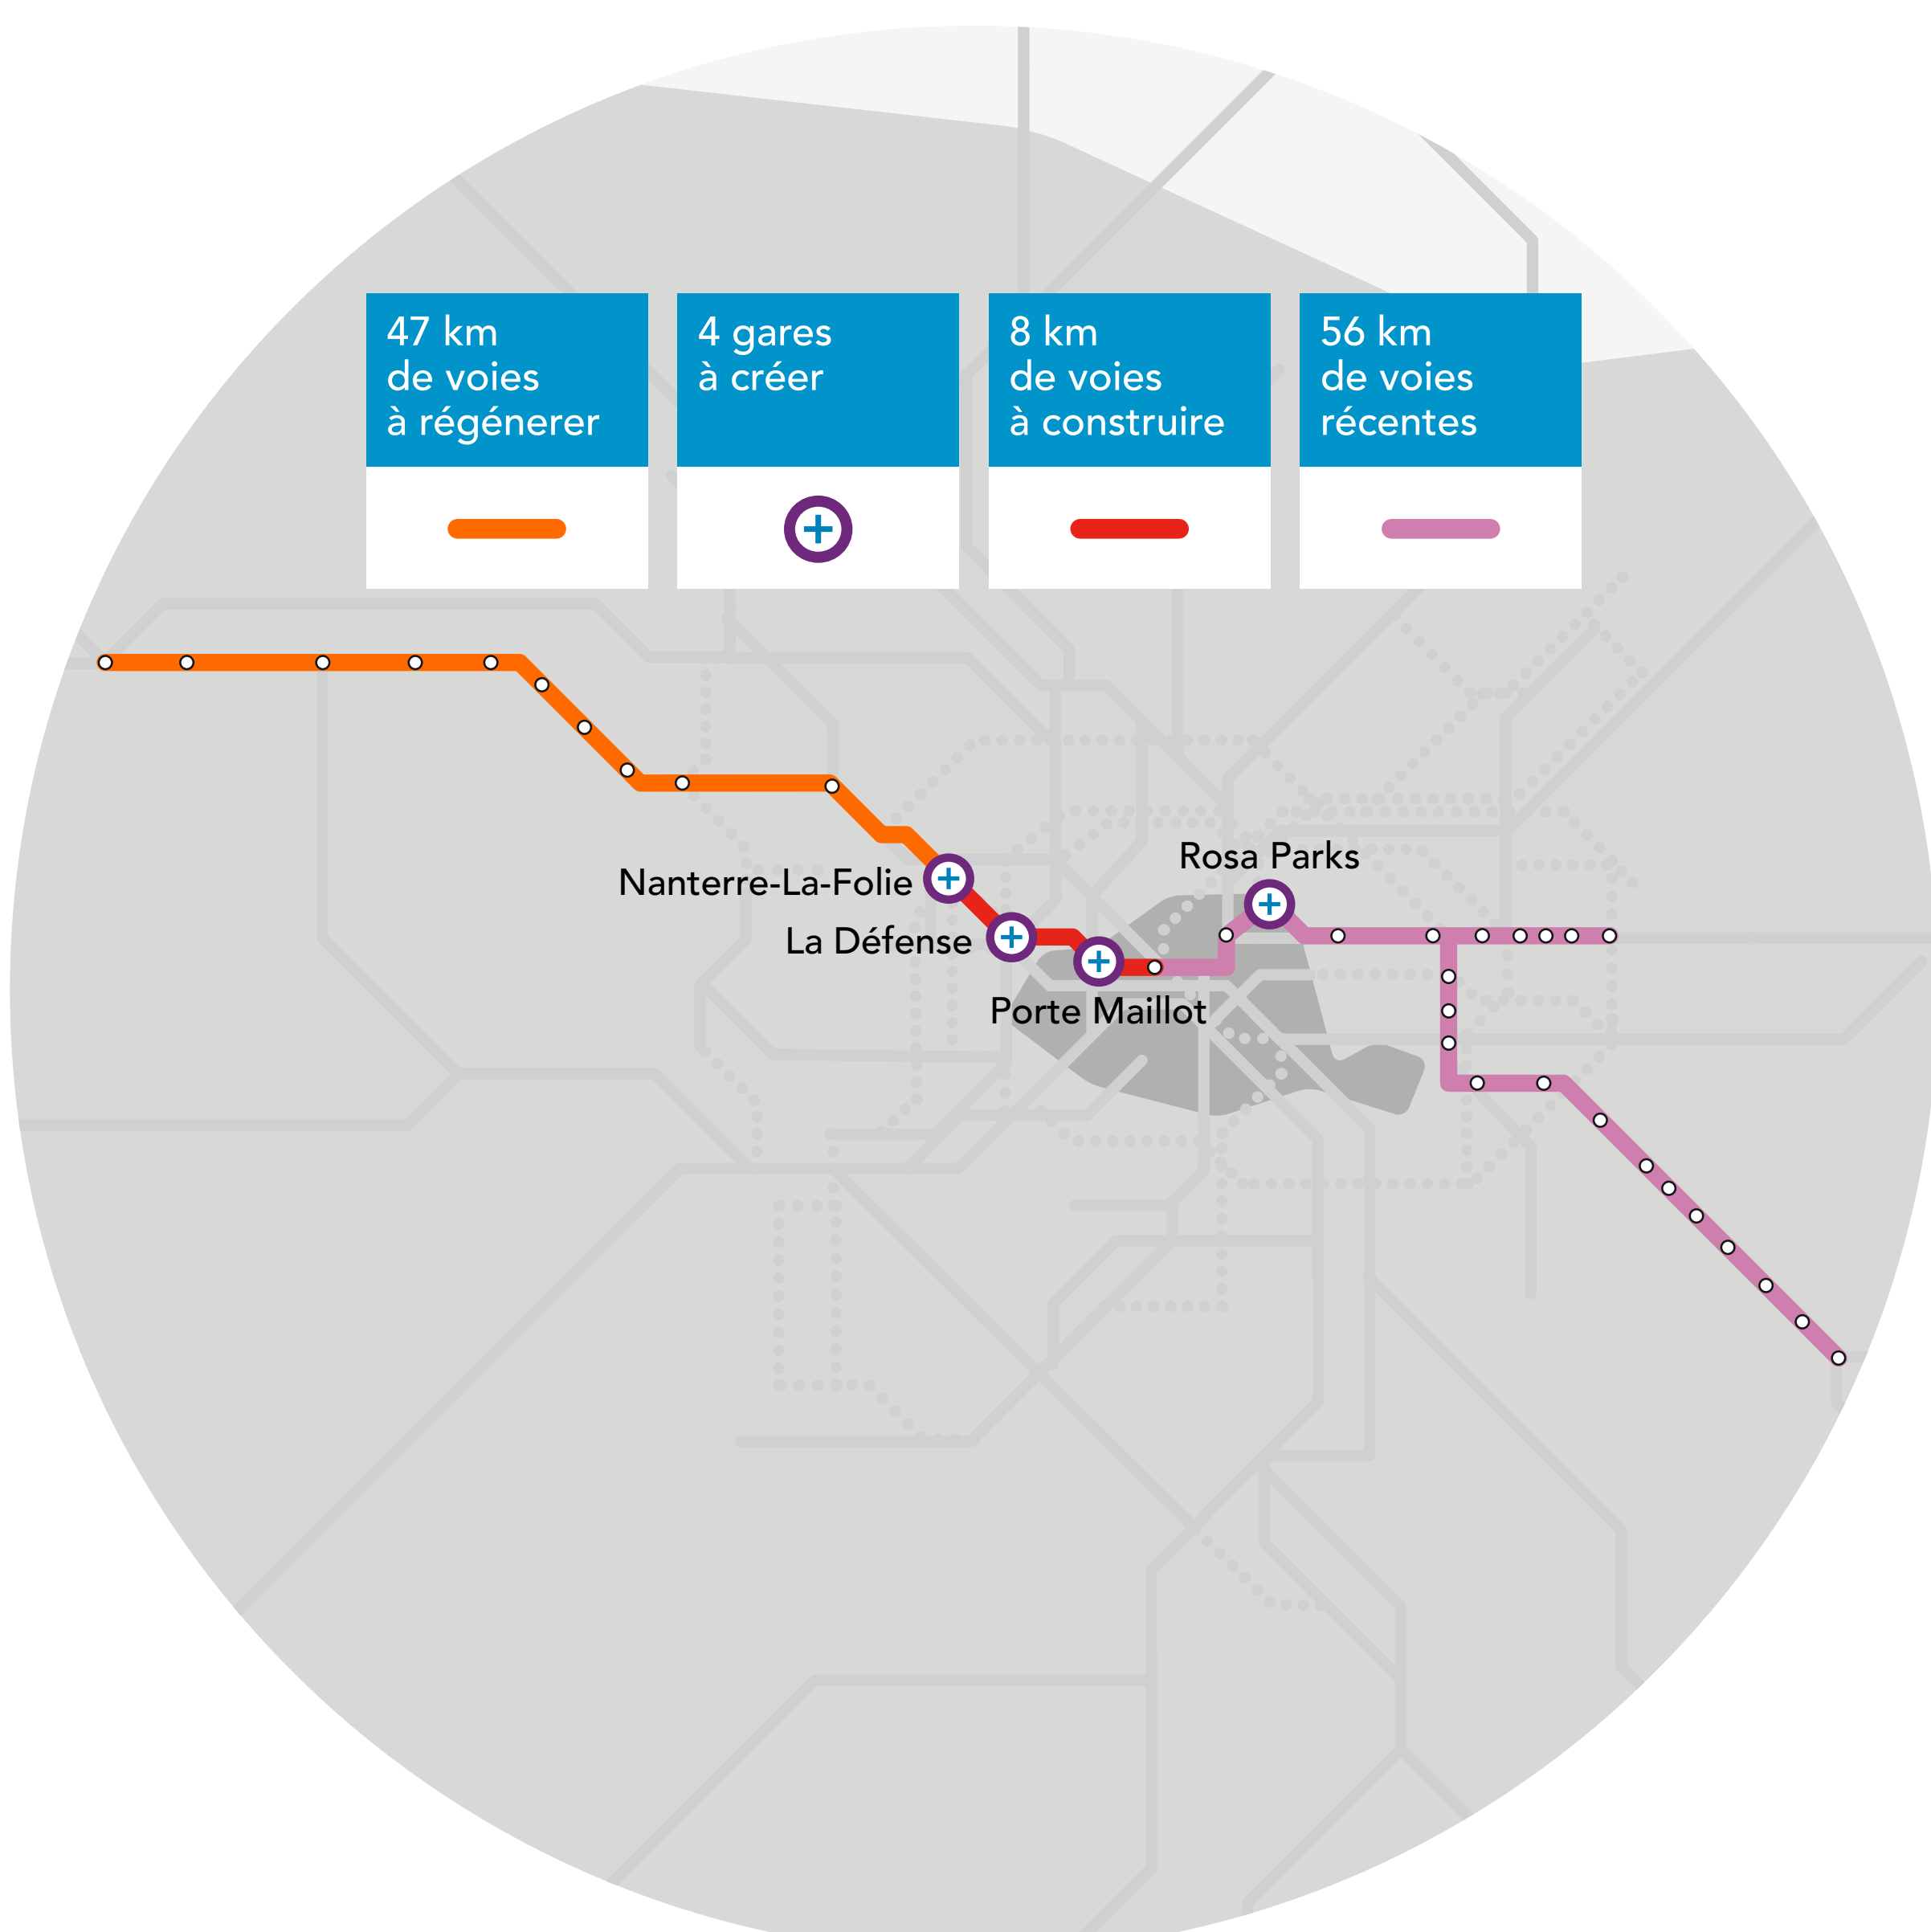 47 km
de voies
à régénerer
4 gares
à créer
8 km
de voies
à construire
56 km
de voies
récentes
Rosa Parks
Nanterre-La-Folie
La Défense
Porte Maillot